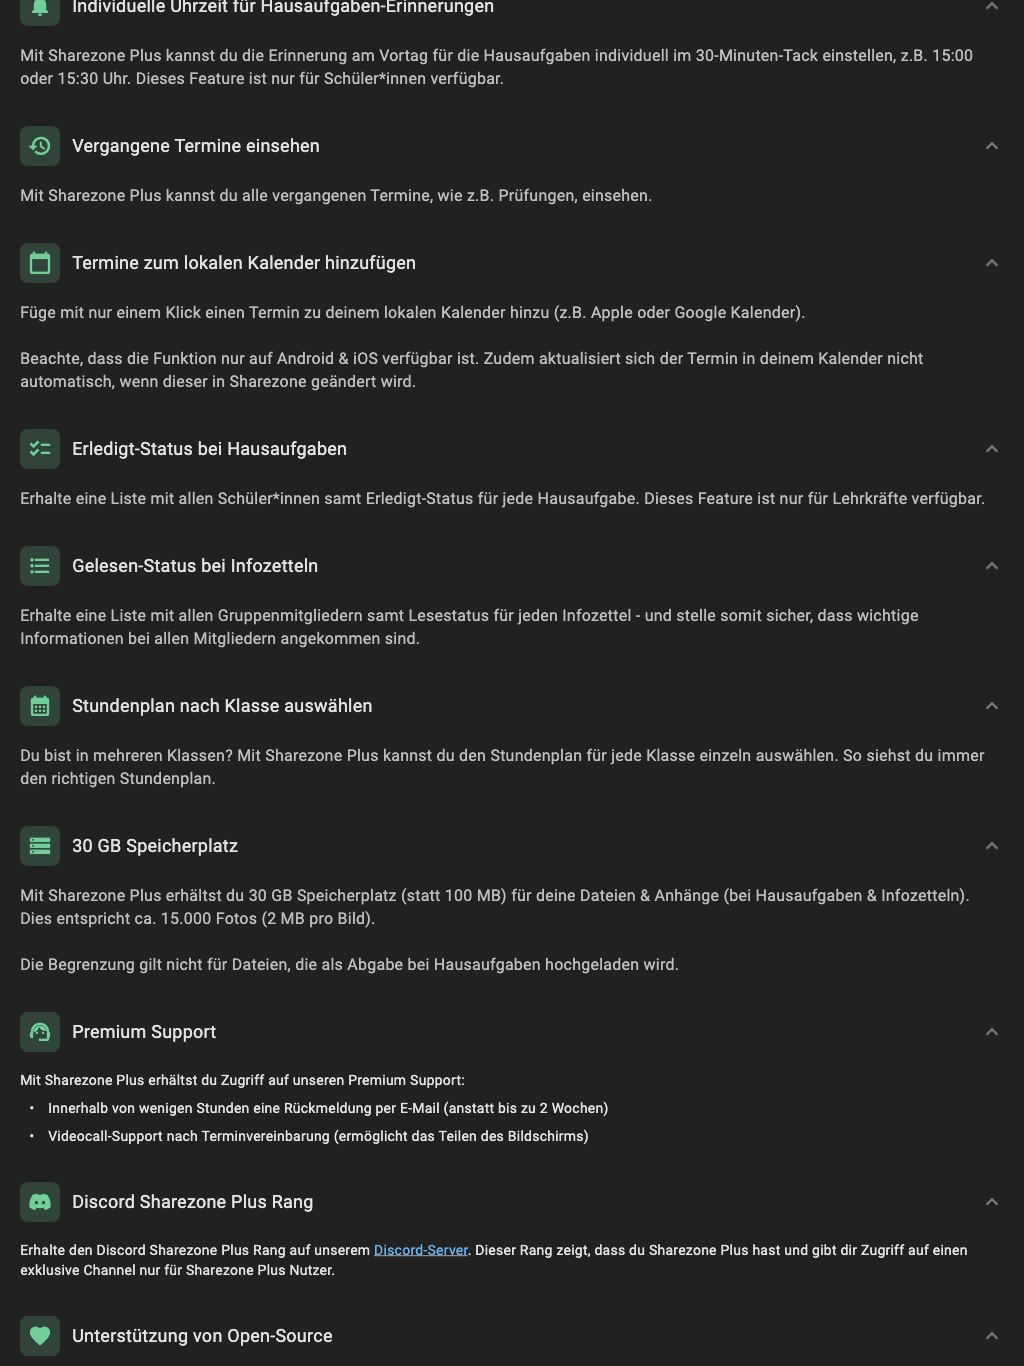 Individuelle Uhrzeit für Hausaufgaben-Erinnerungen
Mit Sharezone Plus kannst du die Erinnerung am Vortag für die Hausaufgaben individuell im 30-Minuten-Tack einstellen, z.B. 15:00
oder 15:30 Uhr. Dieses Feature ist nur für Schüler*innen verfügbar.
Vergangene Termine einsehen
Mit Sharezone Plus kannst du alle vergangenen Termine, wie z.B. Prüfungen, einsehen.
Termine zum lokalen Kalender hinzufügen
Füge mit nur einem Klick einen Termin zu deinem lokalen Kalender hinzu (z.B. Apple oder Google Kalender).
Beachte, dass die Funktion nur auf Android & iOS verfügbar ist. Zudem aktualisiert sich der Termin in deinem Kalender nicht
automatisch, wenn dieser in Sharezone geändert wird.
Erledigt-Status bei Hausaufgaben
Erhalte eine Liste mit allen Schüler*innen samt Erledigt-Status für jede Hausaufgabe. Dieses Feature ist nur für Lehrkräfte verfügbar.
Gelesen-Status bei Infozetteln
Erhalte eine Liste mit allen Gruppenmitgliedern samt Lesestatus für jeden Infozettel - und stelle somit sicher, dass wichtige
Informationen bei allen Mitgliedern angekommen sind.
Stundenplan nach Klasse auswählen
Du bist in mehreren Klassen? Mit Sharezone Plus kannst du den Stundenplan für jede Klasse einzeln auswählen. So siehst du immer
den richtigen Stundenplan.
30 GB Speicherplatz
Mit Sharezone Plus erhältst du 30 GB Speicherplatz (statt 100 MB) für deine Dateien & Anhänge (bei Hausaufgaben & Infozetteln).
Dies entspricht ca. 15.000 Fotos (2 MB pro Bild).
Die Begrenzung gilt nicht für Dateien, die als Abgabe bei Hausaufgaben hochgeladen wird.
Premium Support
Mit Sharezone Plus erhältst du Zugriff auf unseren Premium Support:
• Innerhalb von wenigen Stunden eine Rückmeldung per E-Mail (anstatt bis zu 2 Wochen)
• Videocall-Support nach Terminvereinbarung (ermöglicht das Teilen des Bildschirms)
Discord Sharezone Plus Rang
Erhalte den Discord Sharezone Plus Rang auf unserem Discord-Server. Dieser Rang zeigt, dass du Sharezone Plus hast und gibt dir Zugriff auf einen
exklusive Channel nur für Sharezone Plus Nutzer.
Unterstützung von Open-Source